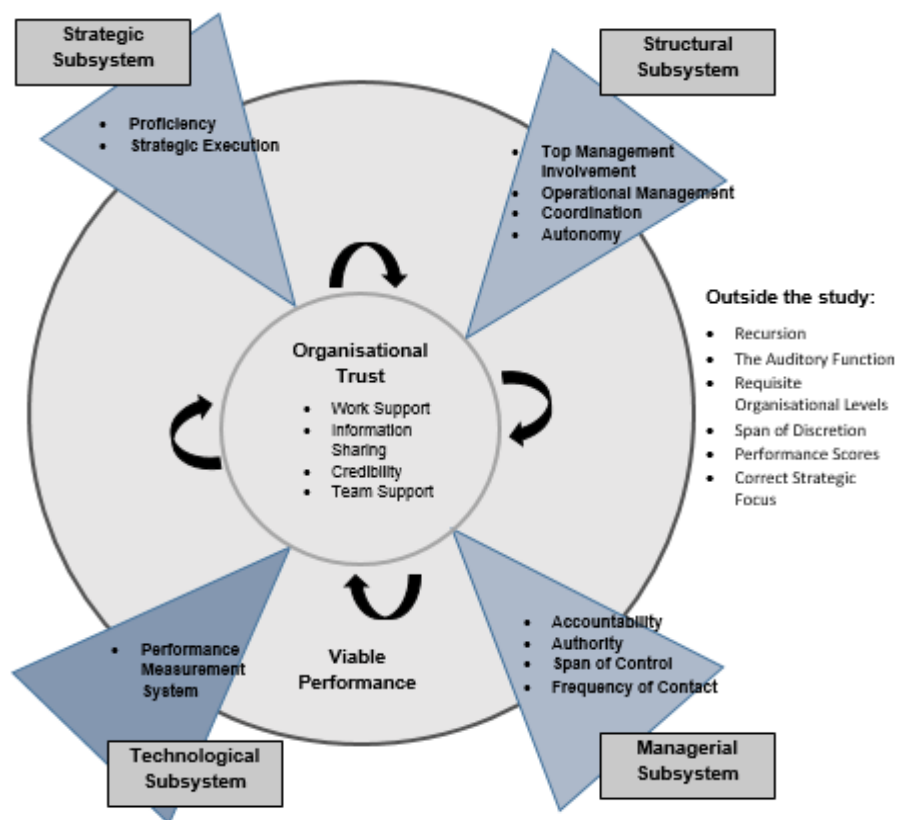 Strategic
Subsystem
• Proficiency
• Strategic Execution
Structural
Subsystem
• Top Management
Involvement
• Operational Management
• Coordination
• Autonomy
Outside the study:
• Recursion
• The Auditory Function
• Requisite
Organisational Levels
• Span of Discretion
• Performance Scores
• Correct Strategic
Focus
Organisational
Trust
• Work Support
• Information
Sharing
• Credibility
• Team Support
• Performance
Measurement
System
Technological
Subsystem
Viable
Performance
• Accountability
• Authority
• Span of Control
• Frequency of Contact
Managerial
Subsystem